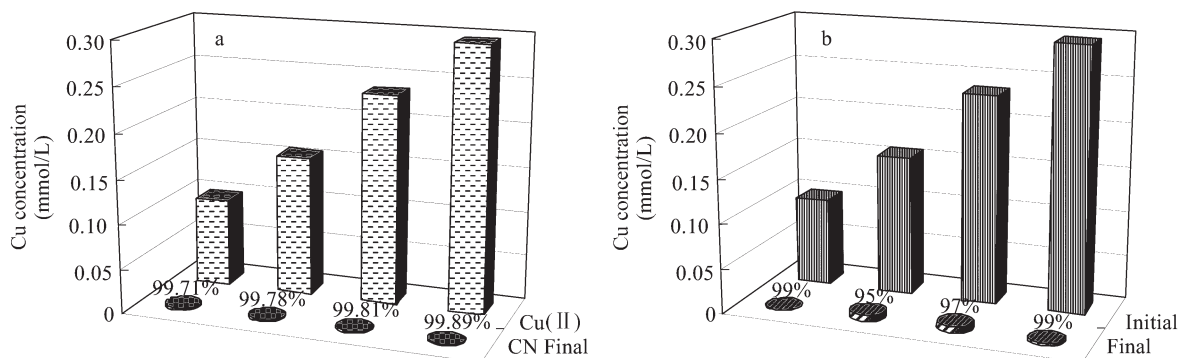 a
0.30
0.25
0.20
0.15
0.10
0.05
0
Cu concentration
(mmol/L)
99.71%
99.78%
99.81%
99.89%
Cu(Ⅱ)
CN Final
b
0.30
0.25
0.20
0.15
0.10
0.05
0
Cu concentration
(mmol/L)
99%
95%
97%
99%
Initial
Final